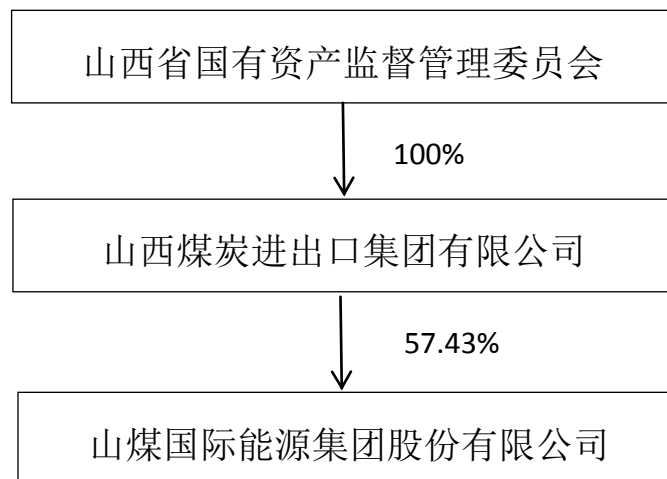 山西省国有资产监督管理委员会
100%
山西煤炭进出口集团有限公司
57.43%
山煤国际能源集团股份有限公司